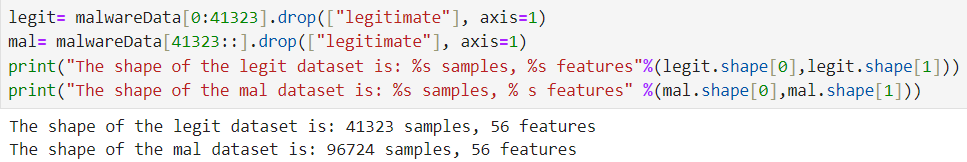 legit= malwareData[0:41323].drop(["legitimate"], axis=1)
mal= malwareData[41323::].drop(["legitimate"], axis=1)
print("The shape of the legit dataset is: %s samples, %s features"%(legit.shape[0],legit.shape[1]))
print("The shape of the mal dataset is: %s samples, % s features" %(mal.shape[0],mal.shape[1]))
The shape of the legit dataset is: 41323 samples, 56 features
The shape of the mal dataset is: 96724 samples, 56 features